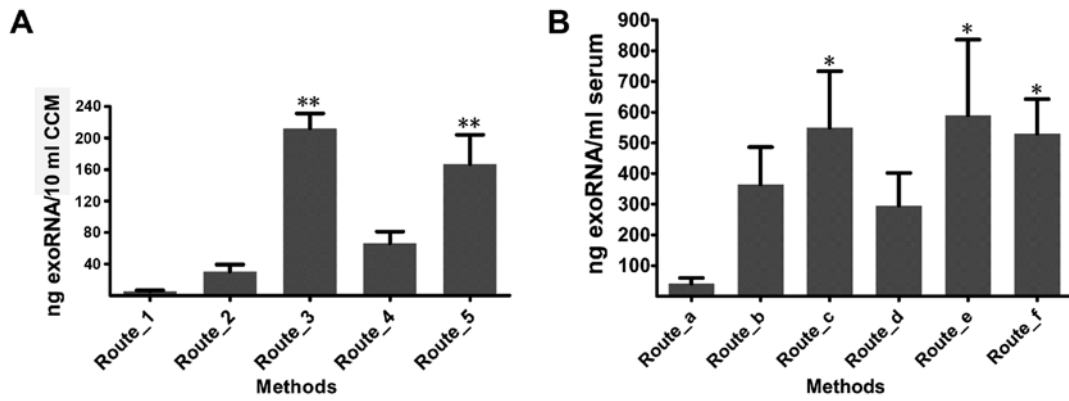 A
ng exoRNA/10 ml CCM
240
200
160
120
80
40
**
**
Route_1
Route_2
Route_3
Route_4
Route_5
Methods
B
ng exoRNA/ml serum
900
800
700
600
500
400
300
200
100
*
*
*
Route_a
Route_b
Route_c
Route_d
Route_e
Route_f
Methods